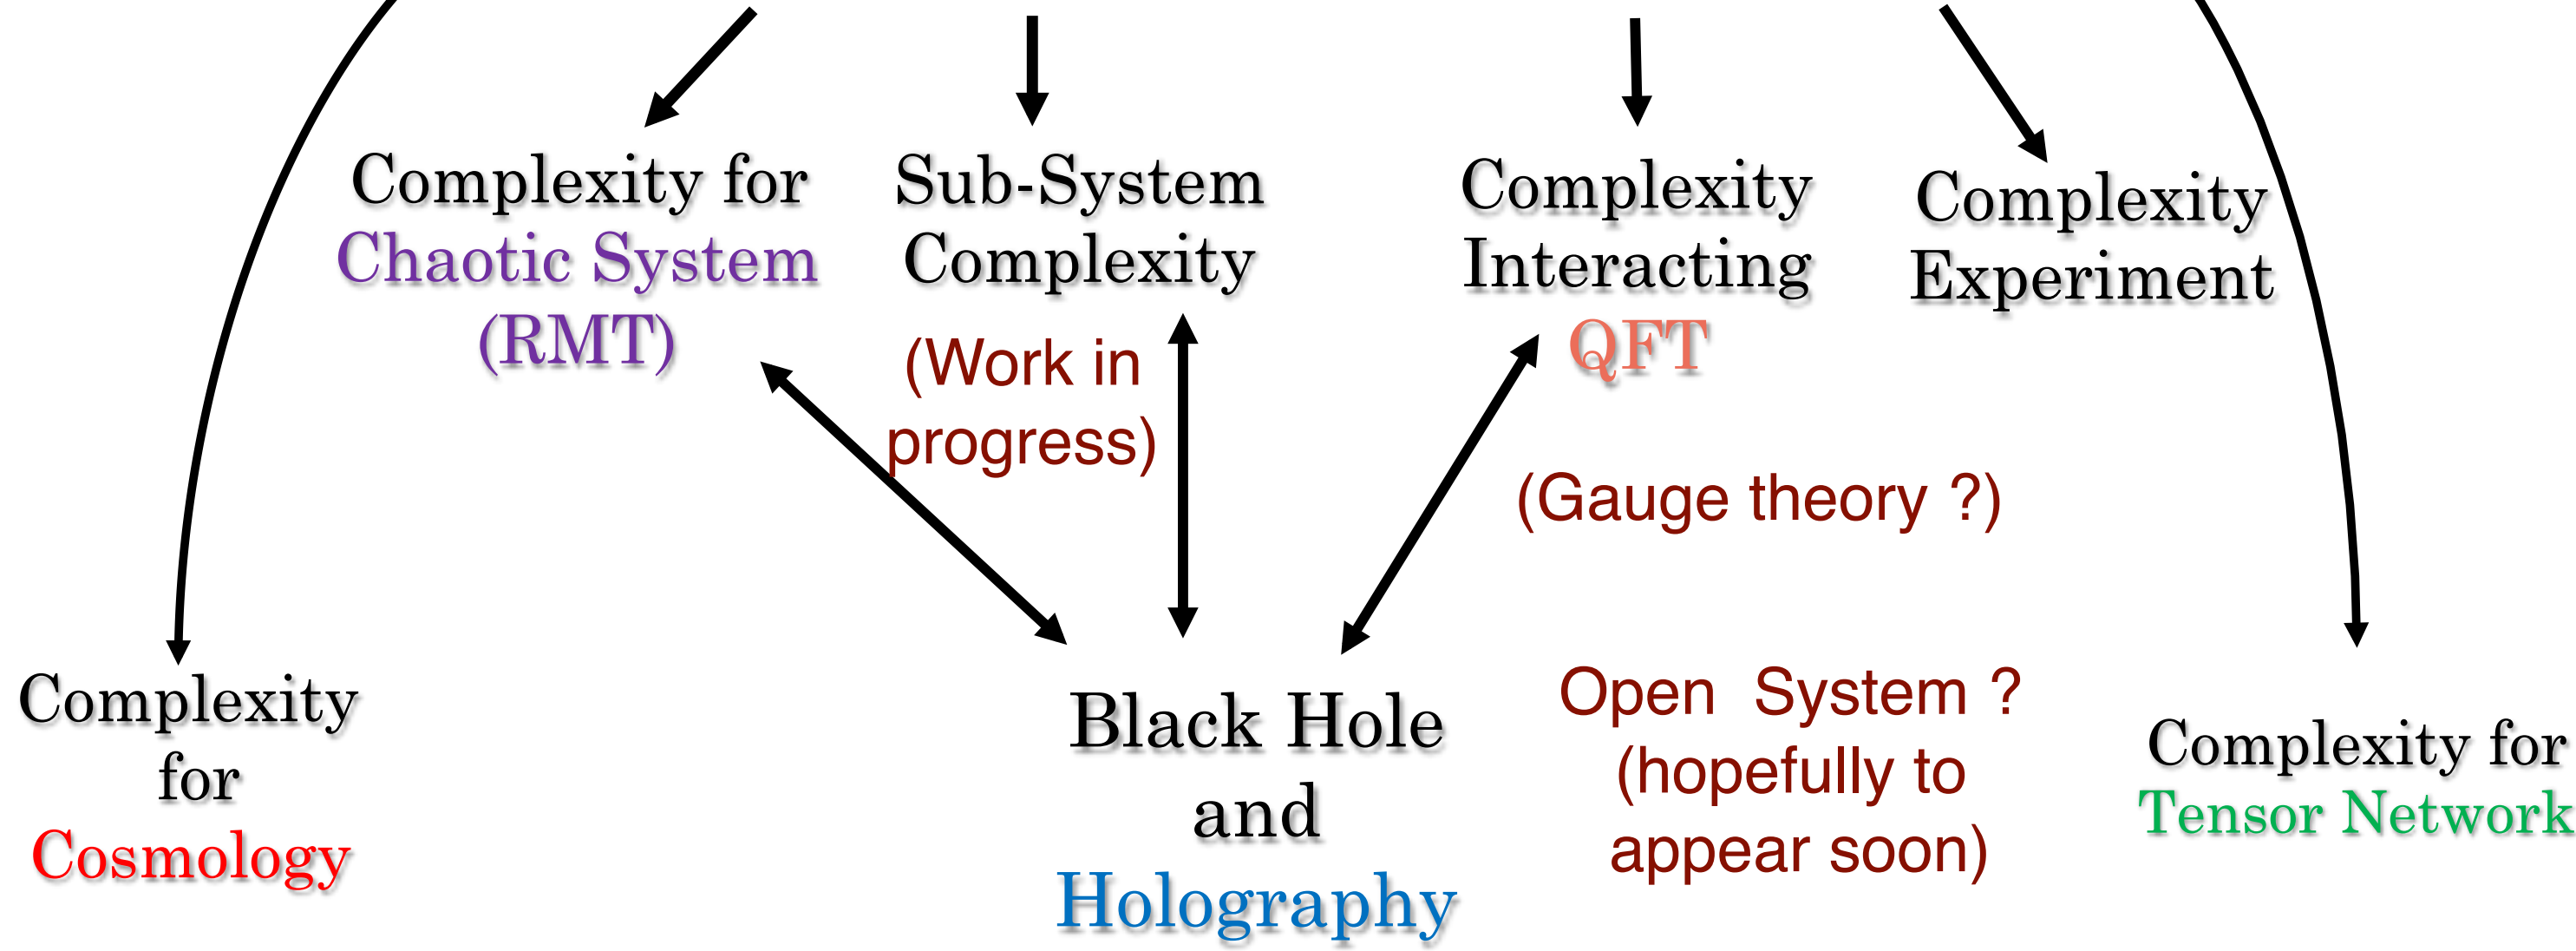 Complexity for
Chaotic System
(RMT)
Sub-System
Complexity
(Work in
progress)
Complexity
Interacting
QFT
(Gauge theory ?)
Complexity
Experiment
Complexity
for
Cosmology
Black Hole
and
Holography
Open System ?
(hopefully to
appear soon)
Complexity for
Tensor Network